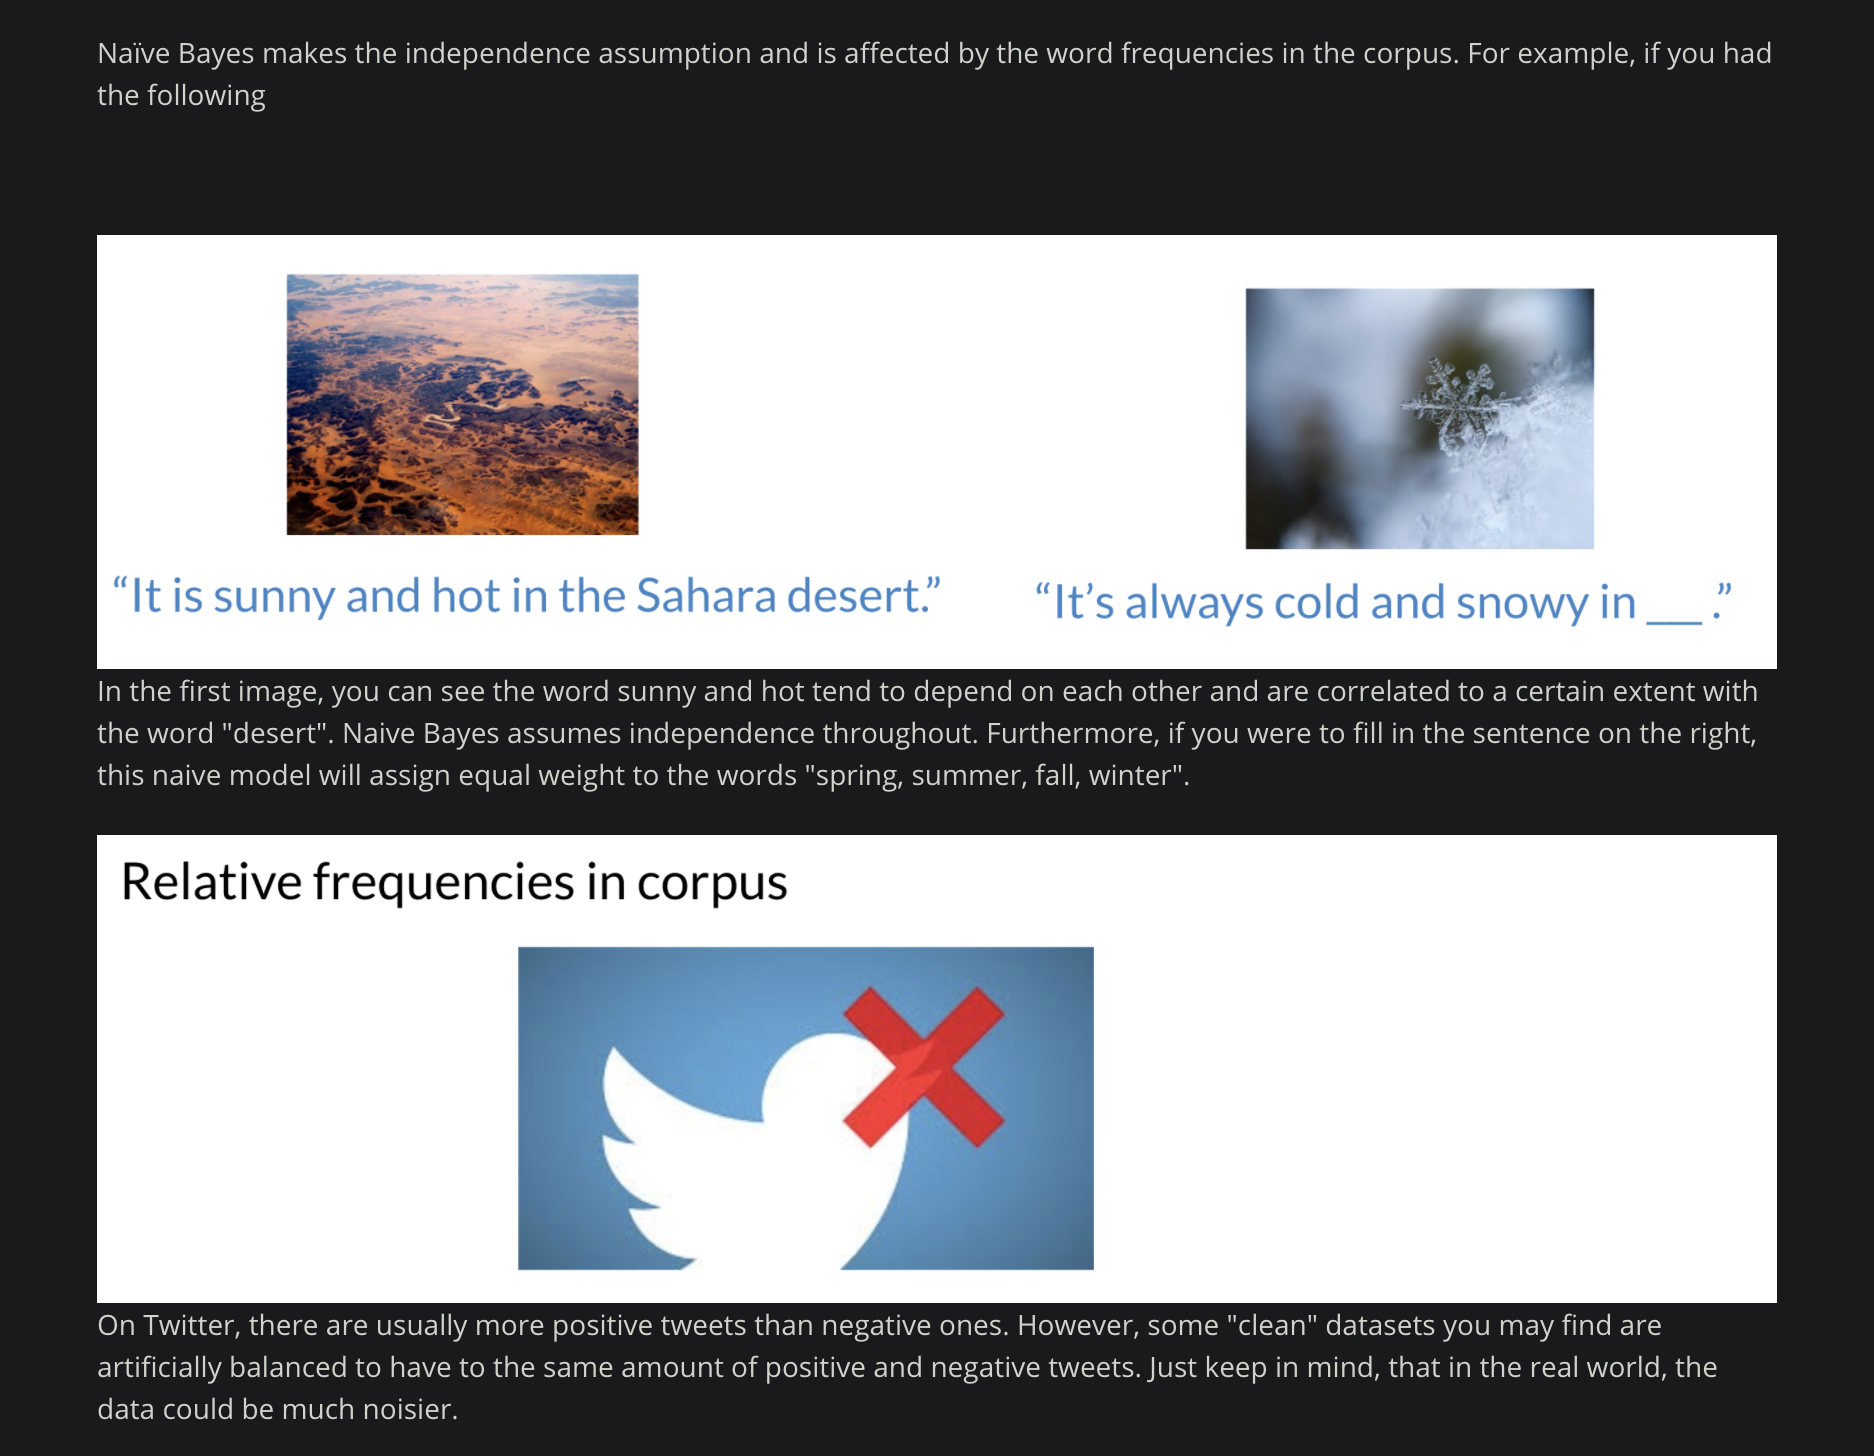 Naïve Bayes makes the independence assumption and is affected by the word frequencies in the corpus. For example, if you had
the following
“It is sunny and hot in the Sahara desert.”
“It’s always cold and snowy in ___ .”
In the first image, you can see the word sunny and hot tend to depend on each other and are correlated to a certain extent with
the word "desert". Naive Bayes assumes independence throughout. Furthermore, if you were to fill in the sentence on the right,
this naive model will assign equal weight to the words "spring, summer, fall, winter".
Relative frequencies in corpus
On Twitter, there are usually more positive tweets than negative ones. However, some "clean" datasets you may find are
artificially balanced to have to the same amount of positive and negative tweets. Just keep in mind, that in the real world, the
data could be much noisier.